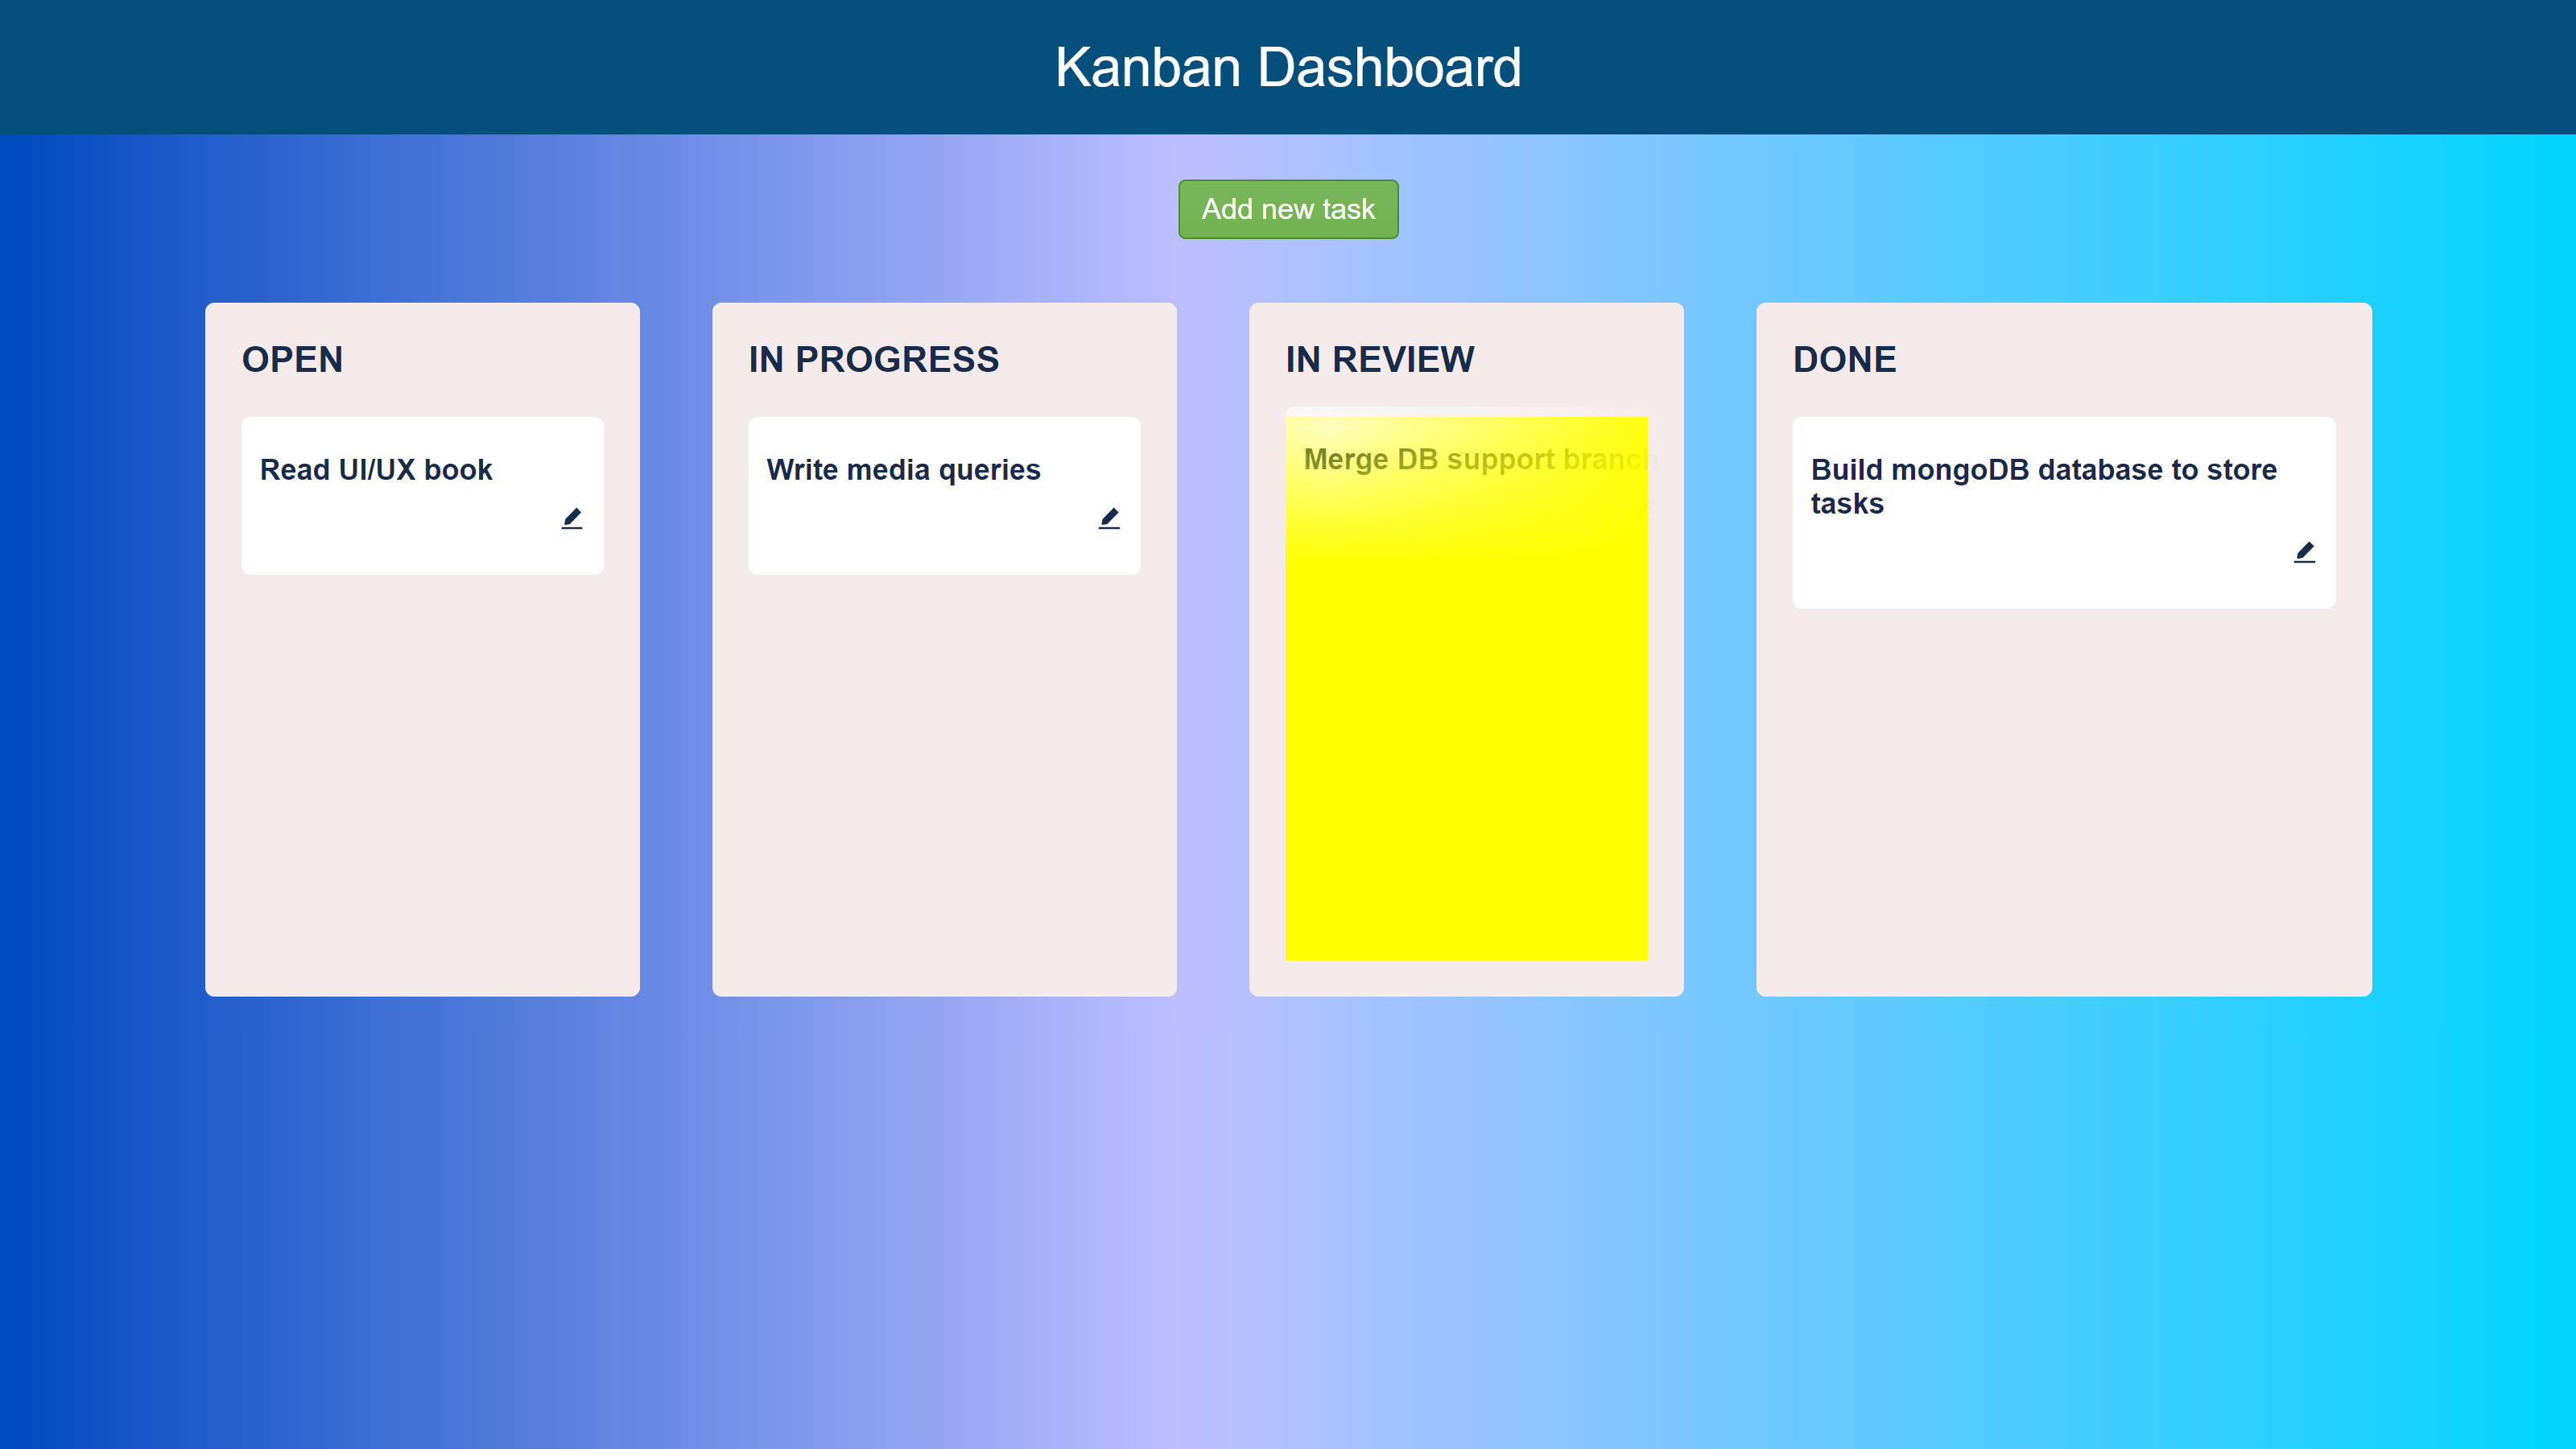 Kanban Dashboard
Add new task
OPEN
Read UI/UX book
IN PROGRESS
Write media queries
IN REVIEW
Merge DB support branch
DONE
Build mongoDB database to store
tasks